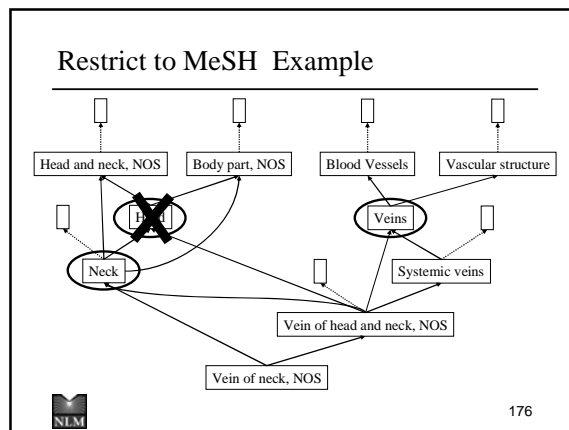 Restrict to MeSH Example
Head and neck, NOS
Body part, NOS
Blood Vessels
Vascular structure
Veins
Neck
Systemic veins
Vein of head and neck, NOS
Vein of neck, NOS
NLM
176